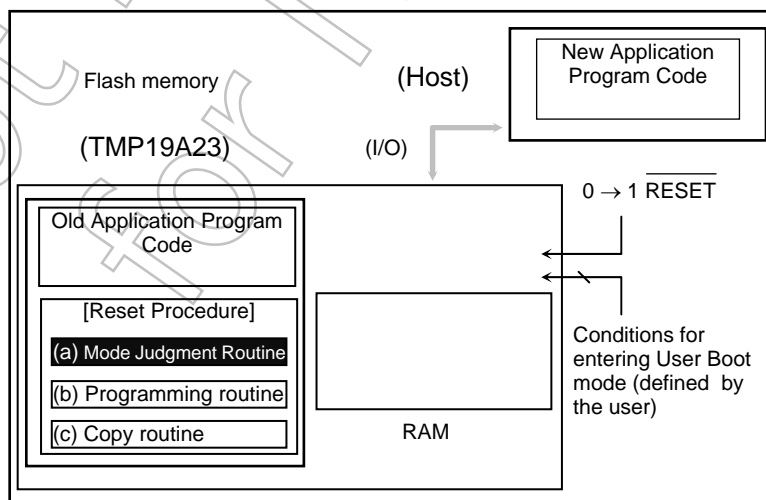 New Application
Program Code
(Host)
Flash memory
(TMP19A23)
(I/O)
0 → 1 RESET
Old Application Program
Code
[Reset Procedure]
(a) Mode Judgment Routine
(b) Programming routine
(c) Copy routine
RAM
Conditions for
entering User Boot
mode (defined by
the user)
for